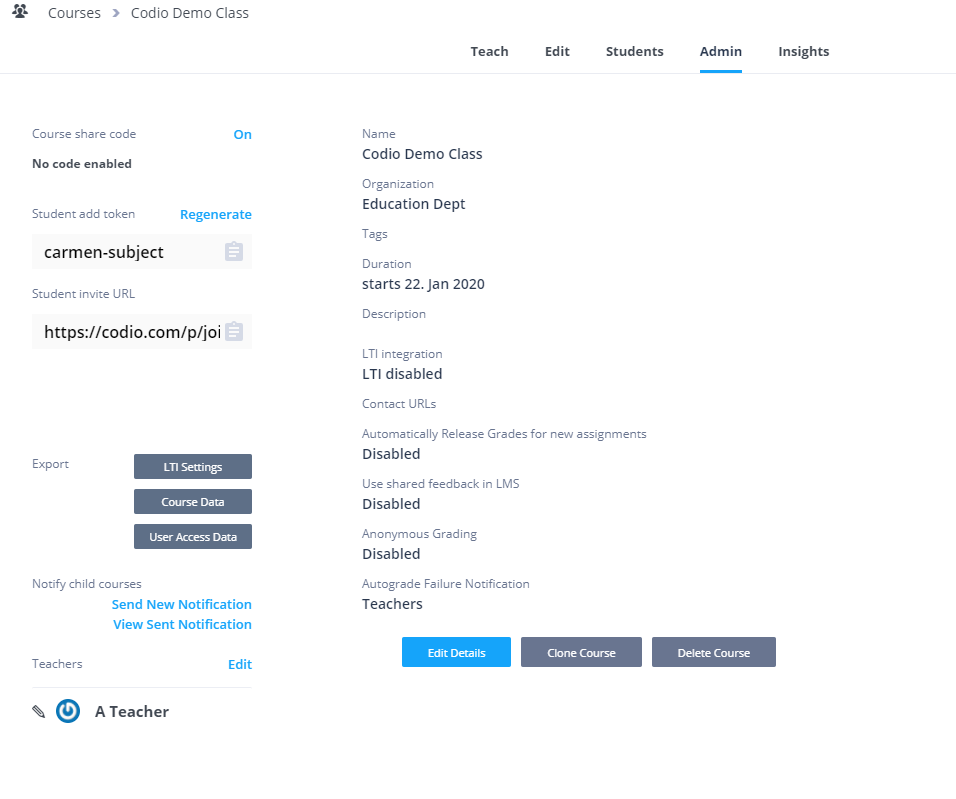 Courses > Codio Demo Class
Teach Edit Students Admin Insights
Course share code On
No code enabled
Student add token Regenerate
carmen-subject
Student invite URL
https://codio.com/p/joi
Export
LTI Settings
Course Data
User Access Data
Notify child courses
Send New Notification
View Sent Notification
Teachers Edit
A Teacher
Name
Codio Demo Class
Organization
Education Dept
Tags
Duration
starts 22. Jan 2020
Description
LTI integration
LTI disabled
Contact URLs
Automatically Release Grades for new assignments
Disabled
Use shared feedback in LMS
Disabled
Anonymous Grading
Disabled
Autograde Failure Notification
Teachers
Edit Details Clone Course Delete Course